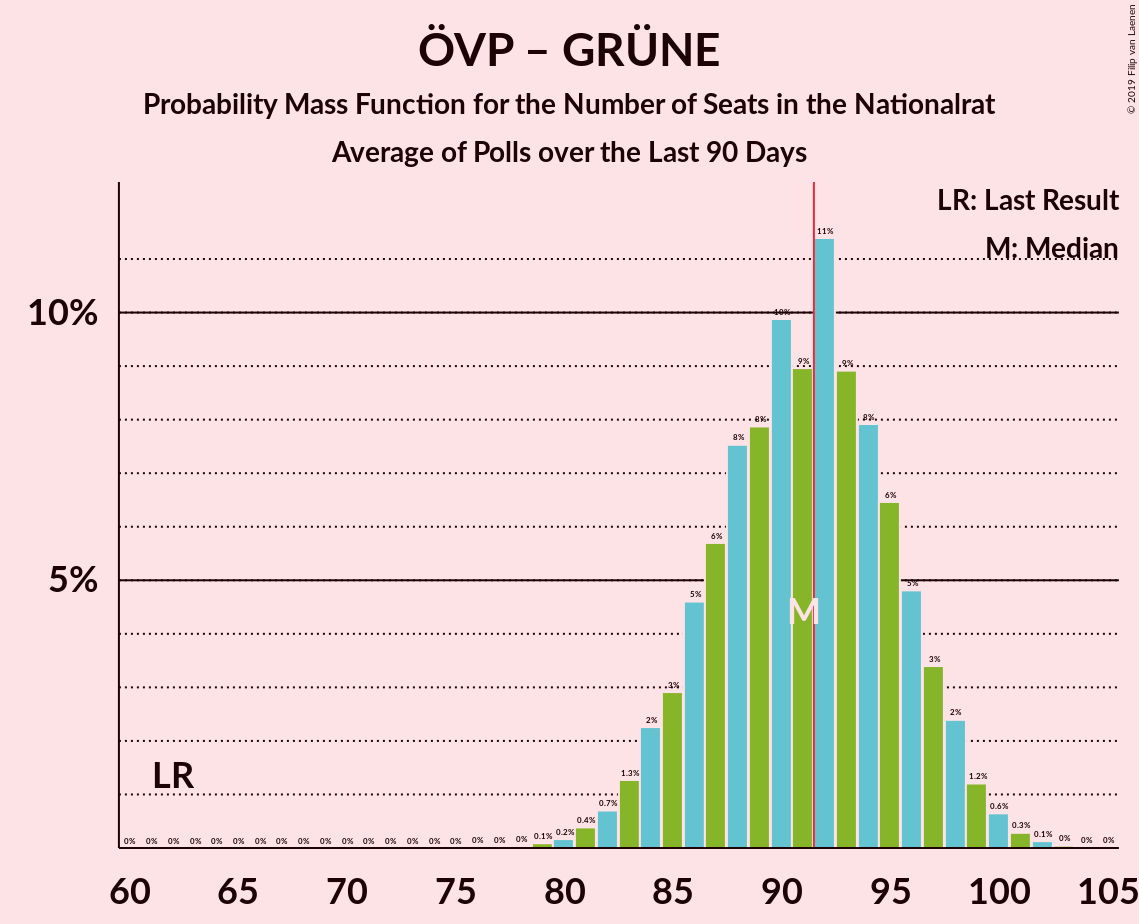 ÖVP – GRÜNE
Probability Mass Function for the Number of Seats in the Nationalrat
Average of Polls over the Last 90 Days
© 2019 Filip van Laenen
LR: Last Result
M: Median
10%
5%
LR
M
0% 0% 0% 0% 0% 0% 0% 0% 0% 0% 0% 0% 0% 0% 0% 0% 0% 0% 0% 0.1% 0.2% 0.4% 0.7% 1.3% 2% 3% 5% 6% 8% 8% 10% 9% 11% 9% 8% 6% 5% 3% 2% 1.2% 0.6% 0.3% 0.1% 0% 0% 0%
60 65 70 75 80 85 90 95 100 105